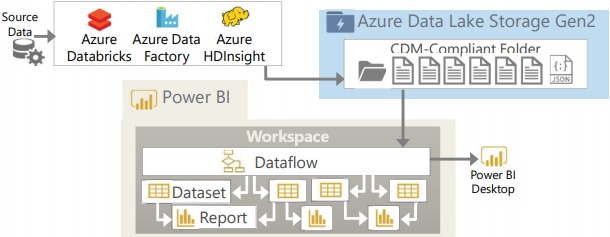 Source
Data
Azure
Databricks
Azure Data
Factory
Azure
HDInsight
Azure Data Lake Storage Gen2
CDM-Compliant Folder
{;}
JSON
Power BI
Workspace
Dataflow
Dataset
Report
Power BI
Desktop